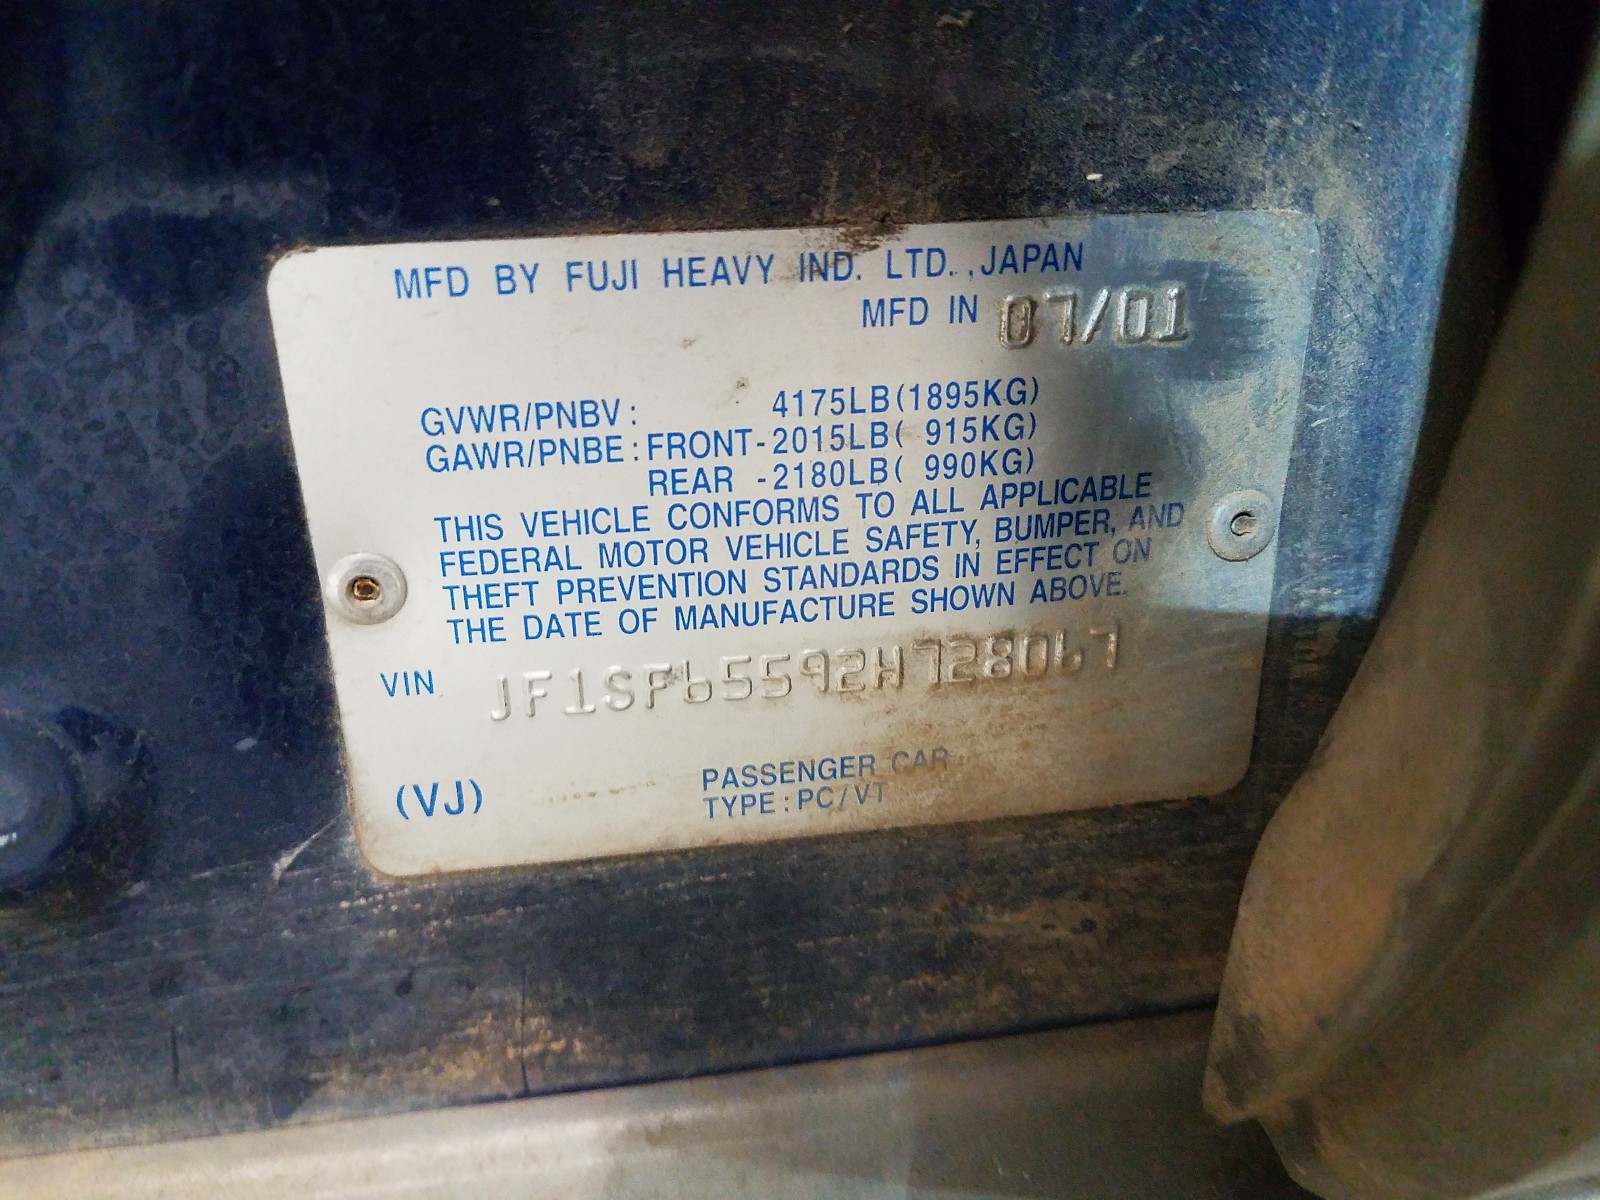 MFD BY FUJI HEAVY IND. LTD., JAPAN
MFD IN 07/01
GVWR/PNBV: 4175LB(1895KG)
GAWR/PNBE: FRONT-2015LB( 915KG)
REAR -2180LB( 990KG)
THIS VEHICLE CONFORMS TO ALL APPLICABLE
FEDERAL MOTOR VEHICLE SAFETY, BUMPER, AND
THEFT PREVENTION STANDARDS IN EFFECT ON
THE DATE OF MANUFACTURE SHOWN ABOVE.
VIN JF1SF65592H728067
(VJ) PASSENGER CAR
TYPE: PC/VT